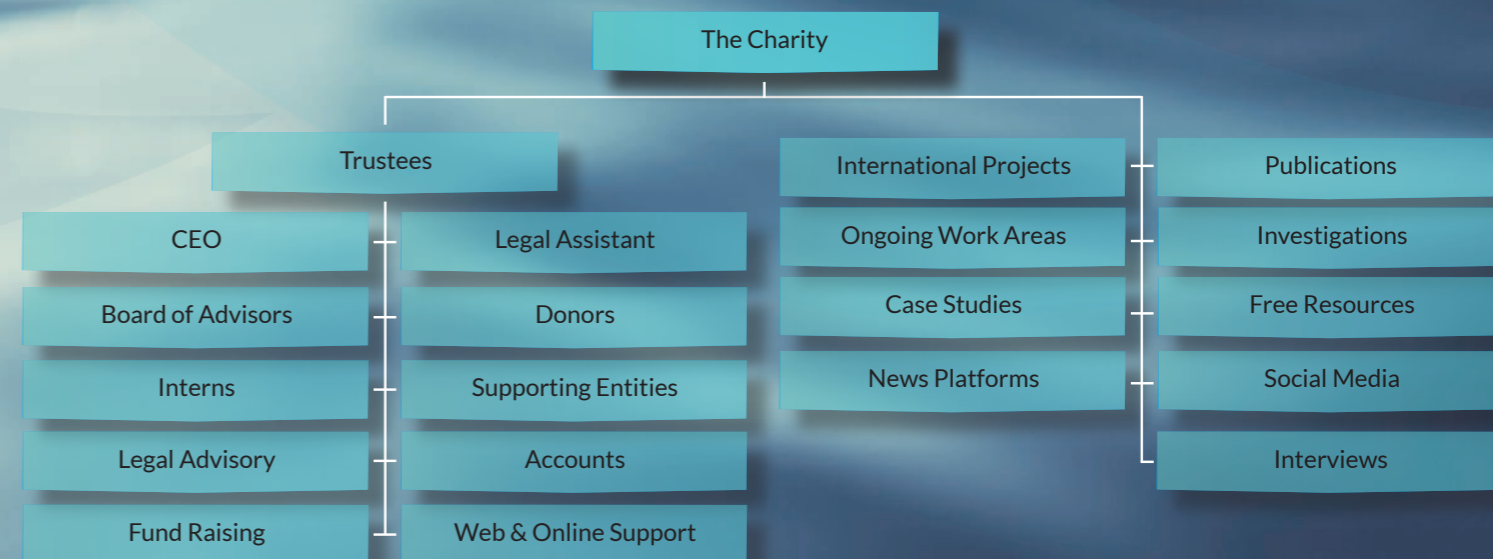 The Charity
Trustees
CEO
Legal Assistant
Board of Advisors
Donors
Interns
Supporting Entities
Legal Advisory
Accounts
Fund Raising
Web & Online Support
International Projects
Publications
Ongoing Work Areas
Investigations
Case Studies
Free Resources
News Platforms
Social Media
Interviews